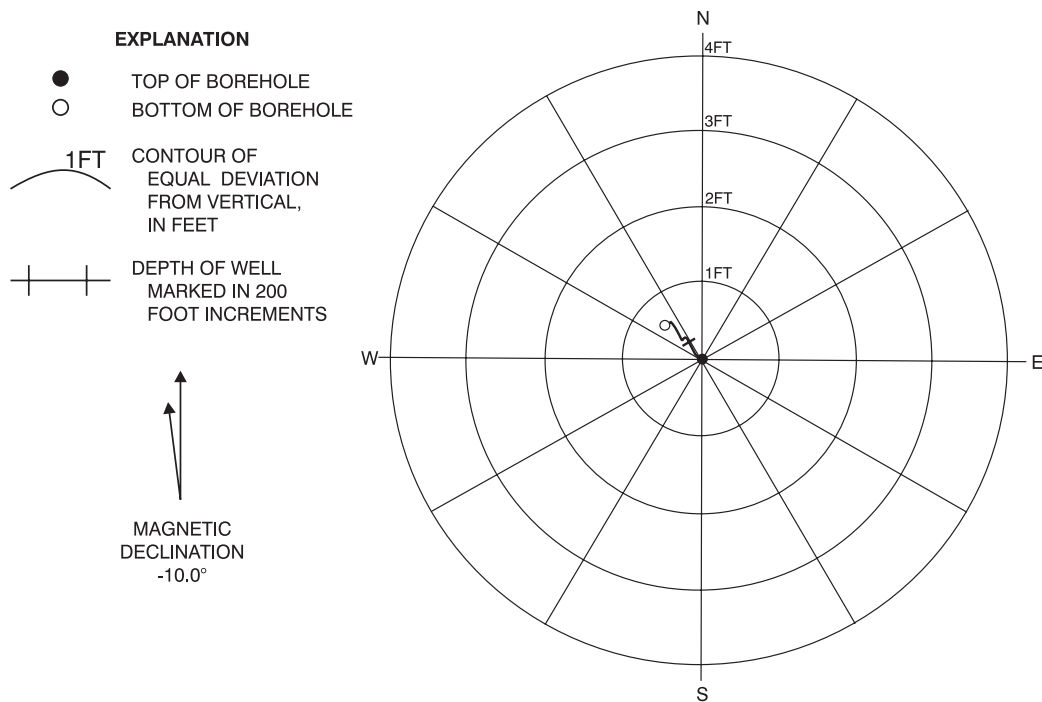 EXPLANATION
TOP OF BOREHOLE
BOTTOM OF BOREHOLE
1FT
CONTOUR OF
EQUAL DEVIATION
FROM VERTICAL,
IN FEET
DEPTH OF WELL
MARKED IN 200
FOOT INCREMENTS
MAGNETIC
DECLINATION
-10.0°
N
4FT
3FT
2FT
1FT
W
E
S